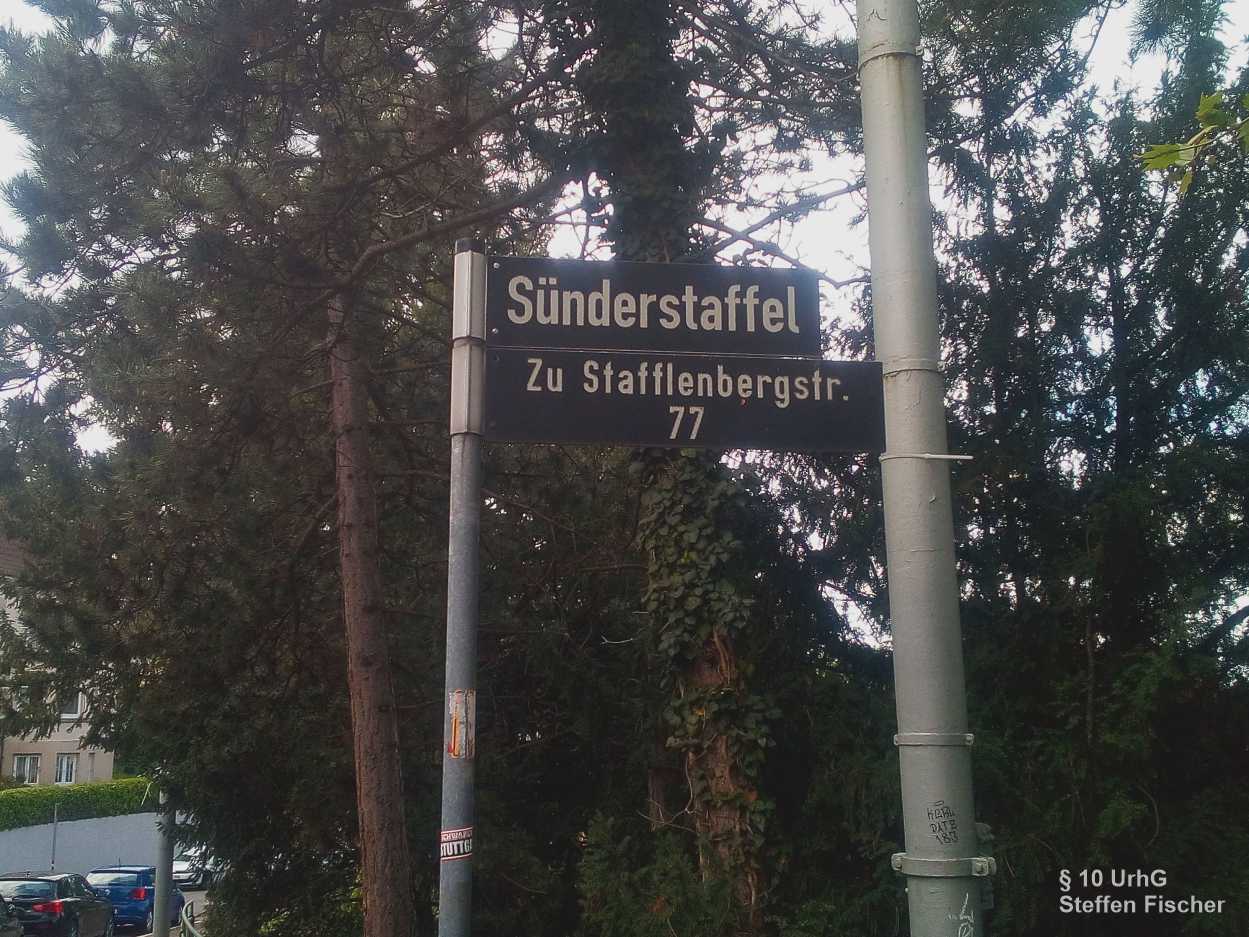 Sünderstaffel
Zu Stafflenbergstr.
77
§ 10 UrhG
Steffen Fischer